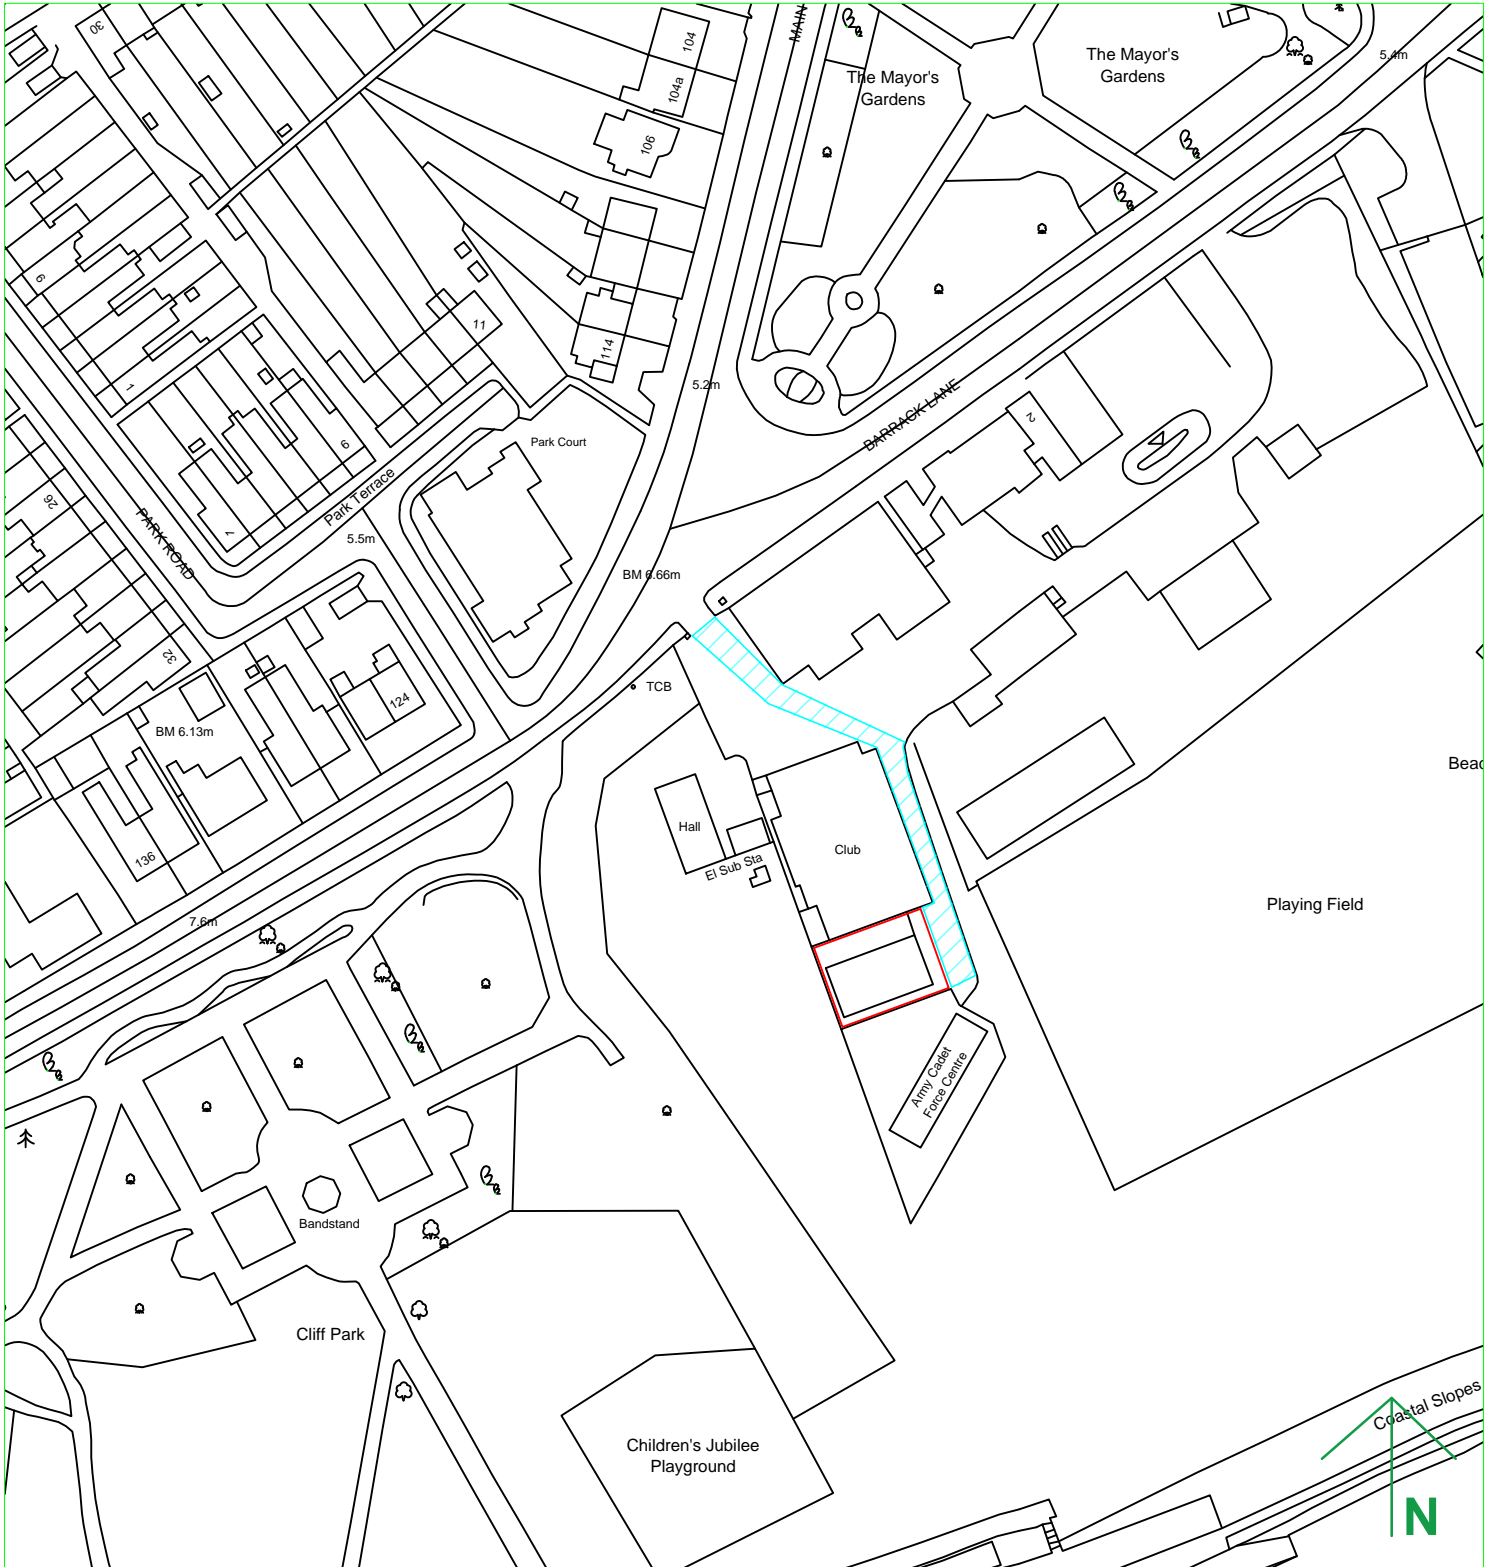 30
MAIN
104
104a
106
The Mayor's
Gardens
The Mayor's
Gardens
5.4m
9
1
11
114
5.2m
BARRACK LANE
2
Park Court
26
7
9
Park Terrace
PARK ROAD
5.5m
BM 6.66m
32
124
TCB
BM 6.13m
136
7.6m
Hall
El Sub Sta
Club
Beac
Playing Field
Army Cadet
Force Centre
Bandstand
Cliff Park
Children's Jubilee
Playground
Coastal Slopes
N